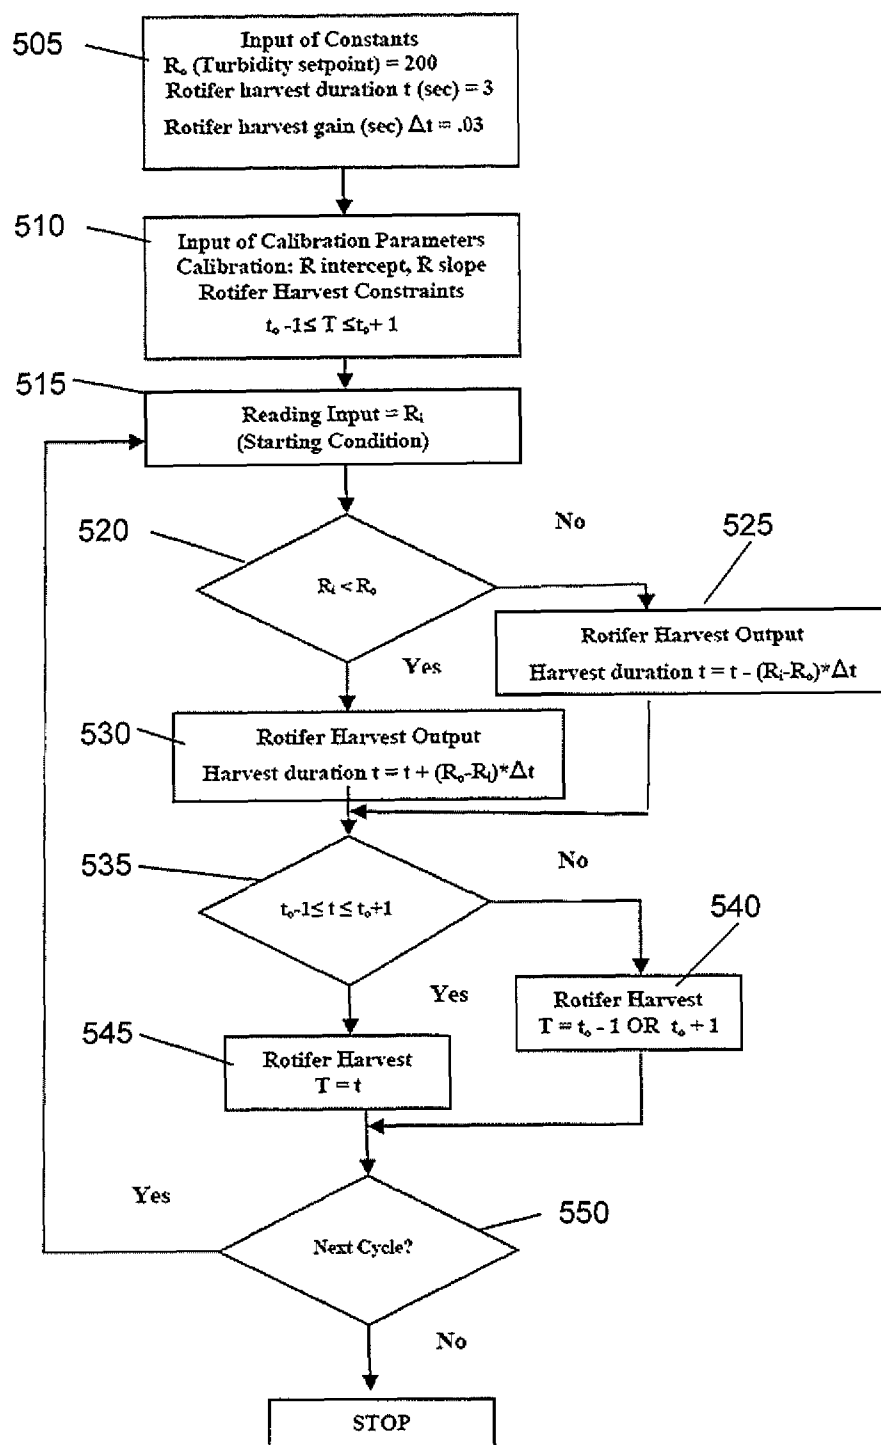 505
Input of Constants
Rₒ (Turbidity setpoint) = 200
Rotifer harvest duration t (sec) = 3
Rotifer harvest gain (sec) Δt = .03
510
Input of Calibration Parameters
Calibration: R intercept, R slope
Rotifer Harvest Constraints
tₒ -1≤ T ≤tₒ+ 1
515
Reading Input = Rᵢ
(Starting Condition)
520
No
525
Rᵢ < Rₒ
Rotifer Harvest Output
Harvest duration t = t - (Rᵢ-Rₒ)*Δt
Yes
530
Rotifer Harvest Output
Harvest duration t = t + (Rₒ-Rᵢ)*Δt
535
No
tₒ-1≤ t ≤ tₒ+1
540
Yes
Rotifer Harvest
T = tₒ - 1 OR tₒ + 1
545
Rotifer Harvest
T = t
Yes
550
Next Cycle?
No
STOP